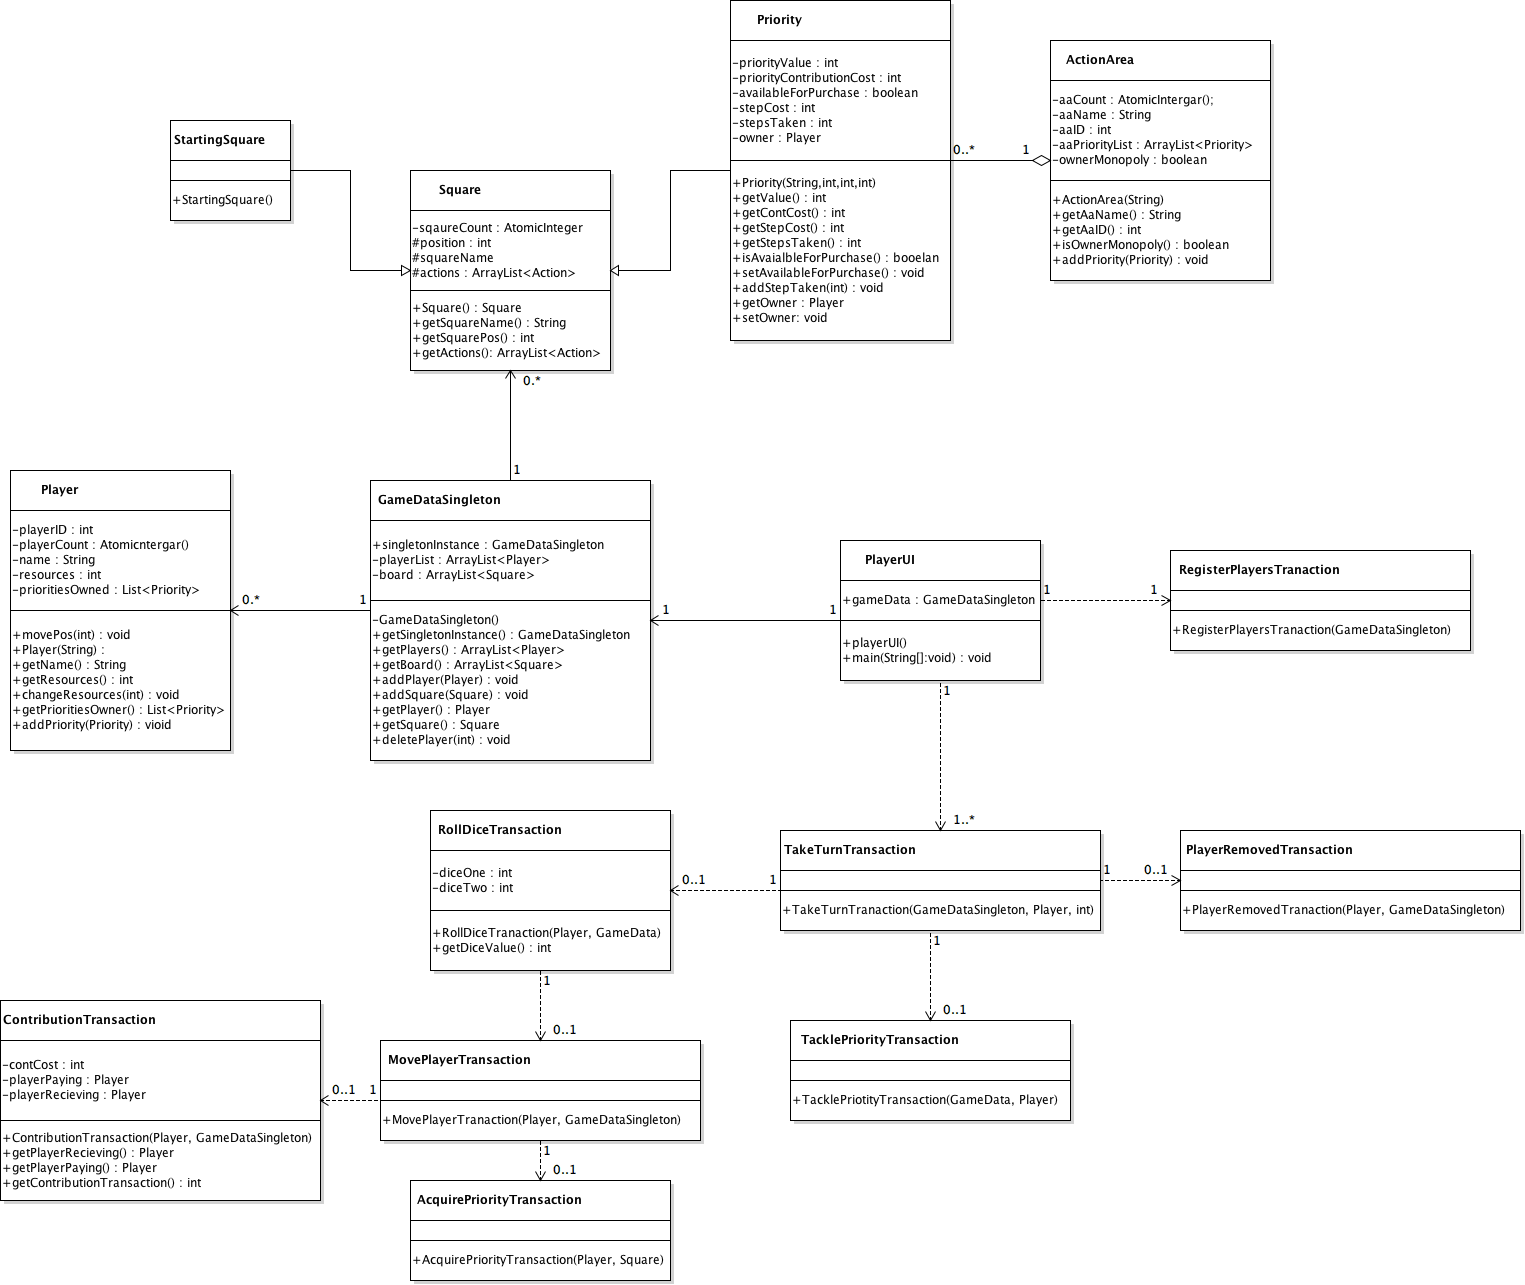 Priority
-priorityValue : int
-priorityContributionCost : int
-availableForPurchase : boolean
-stepCost : int
-stepsTaken : int
-owner : Player
+Priority(String,int,int,int)
+getValue() : int
+getContCost() : int
+getStepCost() : int
+getStepsTaken() : int
+isAvaialbleForPurchase() : booelan
+setAvailableForPurchase() : void
+addStepTaken(int) : void
+getOwner : Player
+setOwner: void
0..*
1
ActionArea
-aaCount : AtomicIntergar();
-aaName : String
-aaID : int
-aaPriorityList : ArrayList<Priority>
-ownerMonopoly : boolean
+ActionArea(String)
+getAaName() : String
+getAaID() : int
+isOwnerMonopoly() : boolean
+addPriority(Priority) : void
StartingSquare
+StartingSquare()
Square
-sqaureCount : AtomicInteger
#position : int
#squareName
#actions : ArrayList<Action>
+Square() : Square
+getSquareName() : String
+getSquarePos() : int
+getActions(): ArrayList<Action>
0..*
1
Player
-playerID : int
-playerCount : Atomicntergar()
-name : String
-resources : int
-prioritiesOwned : List<Priority>
+movePos(int) : void
+Player(String) :
+getName() : String
+getResources() : int
+changeResources(int) : void
+getPrioritiesOwner() : List<Priority>
+addPriority(Priority) : vioid
0..*
1
GameDataSingleton
+singletonInstance : GameDataSingleton
-playerList : ArrayList<Player>
-board : ArrayList<Square>
-GameDataSingleton()
+getSingletonInstance() : GameDataSingleton
+getPlayers() : ArrayList<Player>
+getBoard() : ArrayList<Square>
+addPlayer(Player) : void
+addSquare(Square) : void
+getPlayer() : Player
+getSquare() : Square
+deletePlayer(int) : void
1
1
PlayerUI
+gameData : GameDataSingleton
+playerUI()
+main(String[]:void) : void
1
1
RegisterPlayersTranaction
+RegisterPlayersTranaction(GameDataSingleton)
1
1..*
RollDiceTransaction
-diceOne : int
-diceTwo : int
+RollDiceTranaction(Player, GameData)
+getDiceValue() : int
0..1
1
TakeTurnTransaction
+TakeTurnTranaction(GameDataSingleton, Player, int)
1
0..1
PlayerRemovedTransaction
+PlayerRemovedTranaction(Player, GameDataSingleton)
1
0..1
1
0..1
ContributionTransaction
-contCost : int
-playerPaying : Player
-playerRecieving : Player
+ContributionTransaction(Player, GameDataSingleton)
+getPlayerRecieving() : Player
+getPlayerPaying() : Player
+getContributionTransaction() : int
0..1
1
MovePlayerTransaction
+MovePlayerTranaction(Player, GameDataSingleton)
TacklePriorityTransaction
+TacklePriotityTransaction(GameData, Player)
1
0..1
AcquirePriorityTransaction
+AcquirePriorityTransaction(Player, Square)